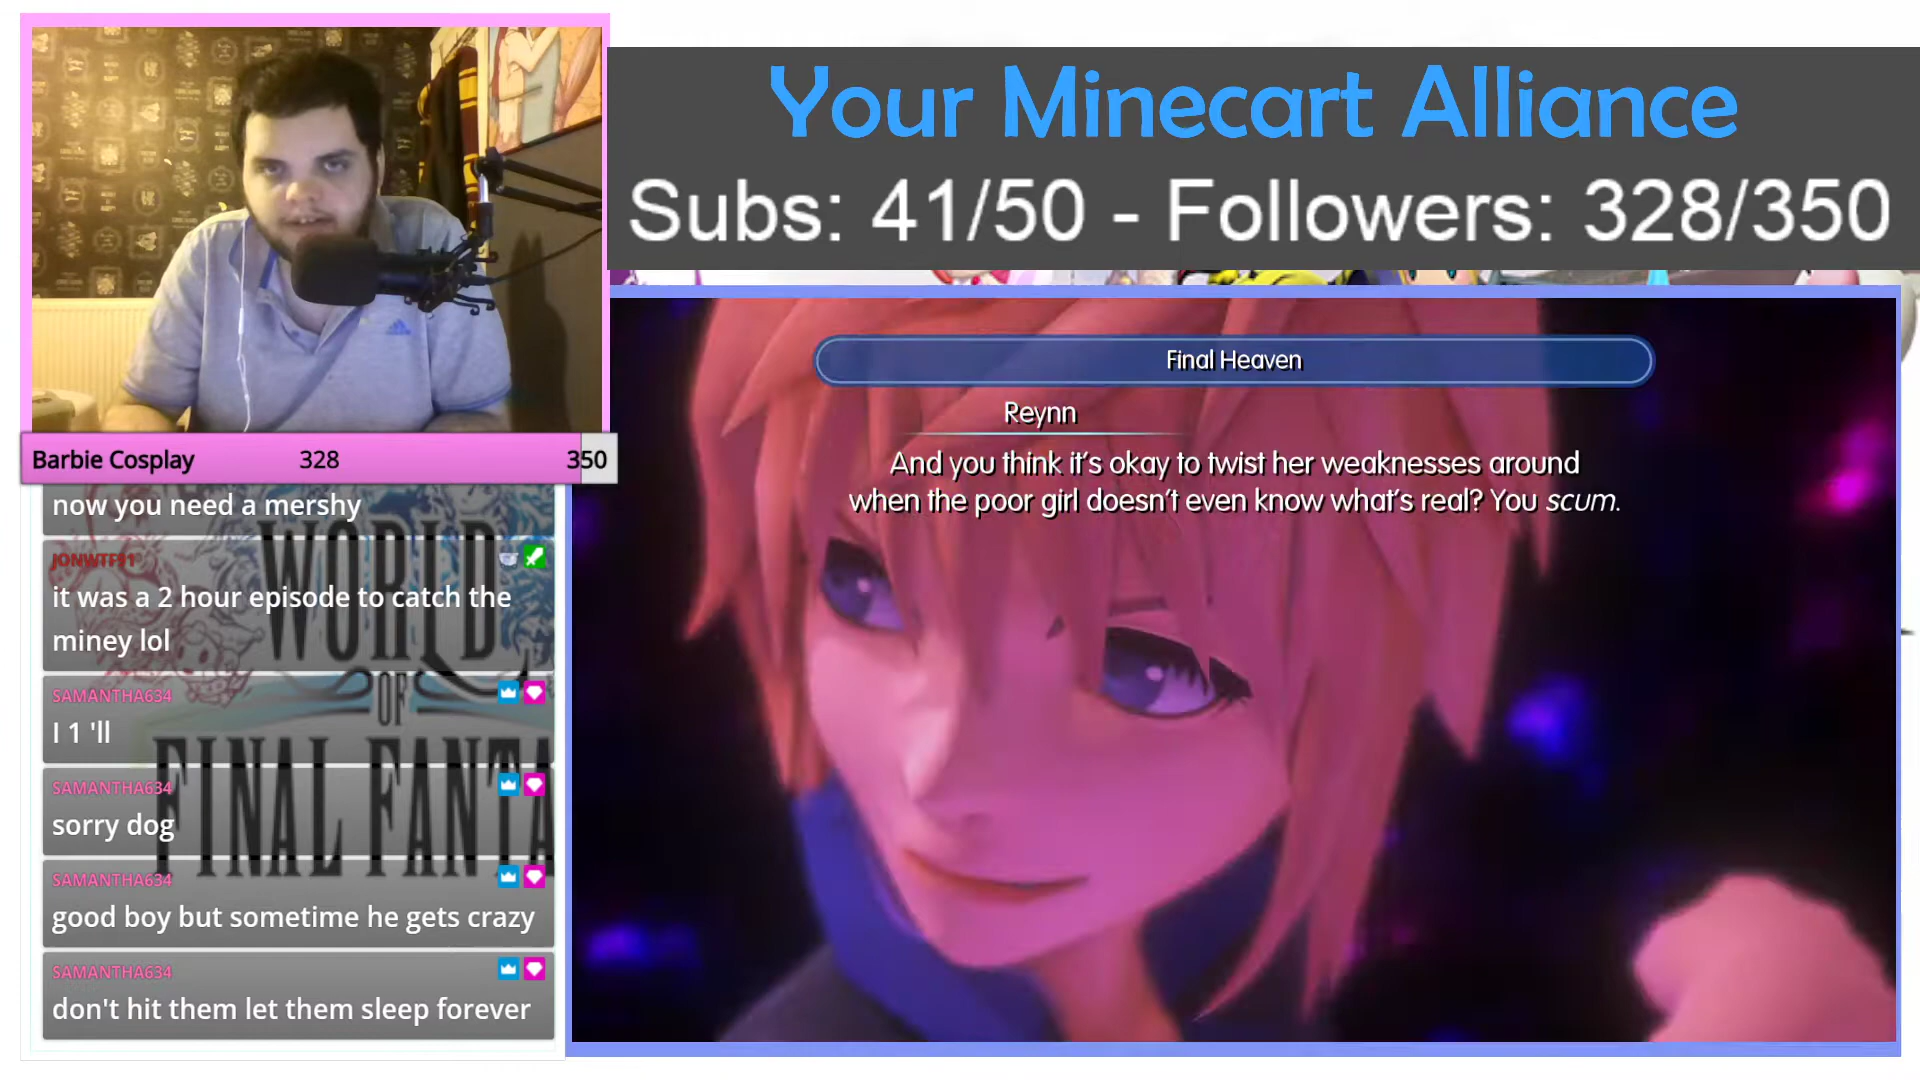 Your Minecart Alliance
Subs: 41/50 - Followers: 328/350
Barbie Cosplay 328 350
now you need a mershy
JONWTF91
it was a 2 hour episode to catch the
miney lol
SAMANTHA634
I 1 'll
SAMANTHA634
sorry dog
SAMANTHA634
good boy but sometime he gets crazy
SAMANTHA634
don't hit them let them sleep forever
WORLD
OF
FINAL FANTA
Final Heaven
Reynn
And you think it's okay to twist her weaknesses around
when the poor girl doesn't even know what's real? You scum.